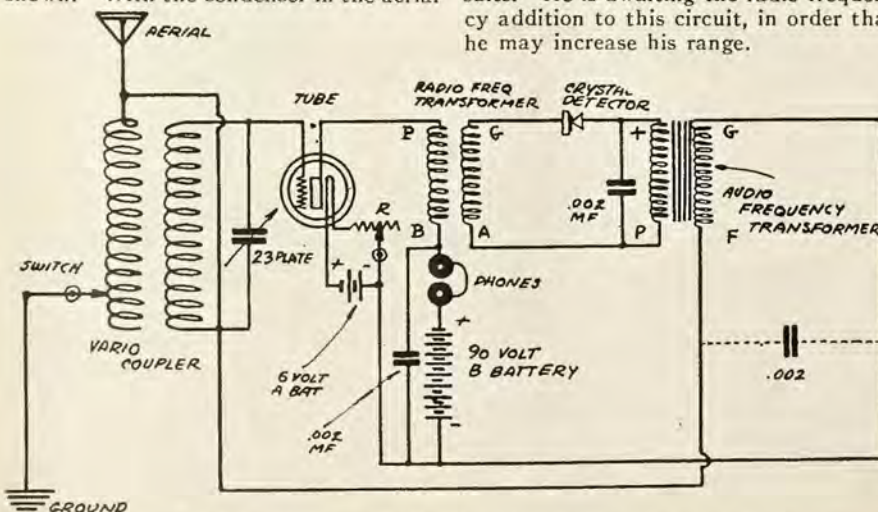 With the condenser in the aerial
He is awaiting the radio frequen-
cy addition to this circuit, in order tha
he may increase his range.
AERIAL
TUBE
RADIO FREQ
TRANSFORMER
CRYSTAL
DETECTOR
P
G
+
G
R
.002
MF
AUDIO
FREQUENCY
TRANSFORMER
B
A
P
F
23 PLATE
SWITCH
+
-
PHONES
VARIO
COUPLER
+
90 VOLT
B BATTERY
.002
6 VOLT
A BAT
.002
MF
-
GROUND